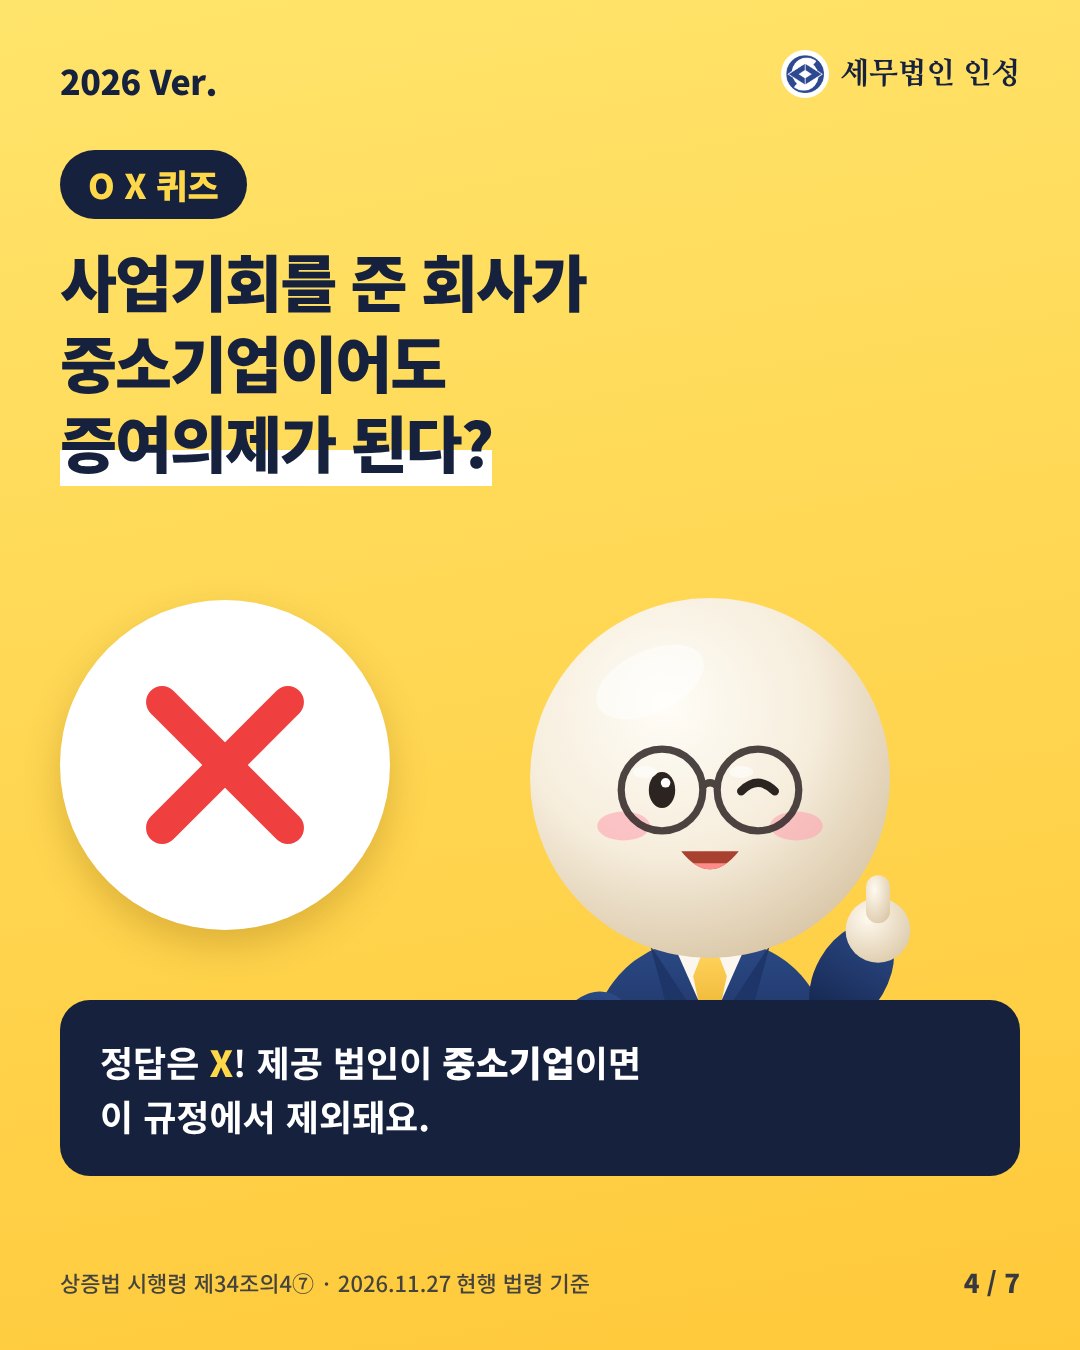 2026 Ver.
세무법인 인성
O X 퀴즈
사업기회를 준 회사가
중소기업이어도
증여의제가 된다?
정답은 X! 제공 법인이 중소기업이면
이 규정에서 제외돼요.
상증법 시행령 제34조의4⑦ · 2026.11.27 현행 법령 기준
4 / 7